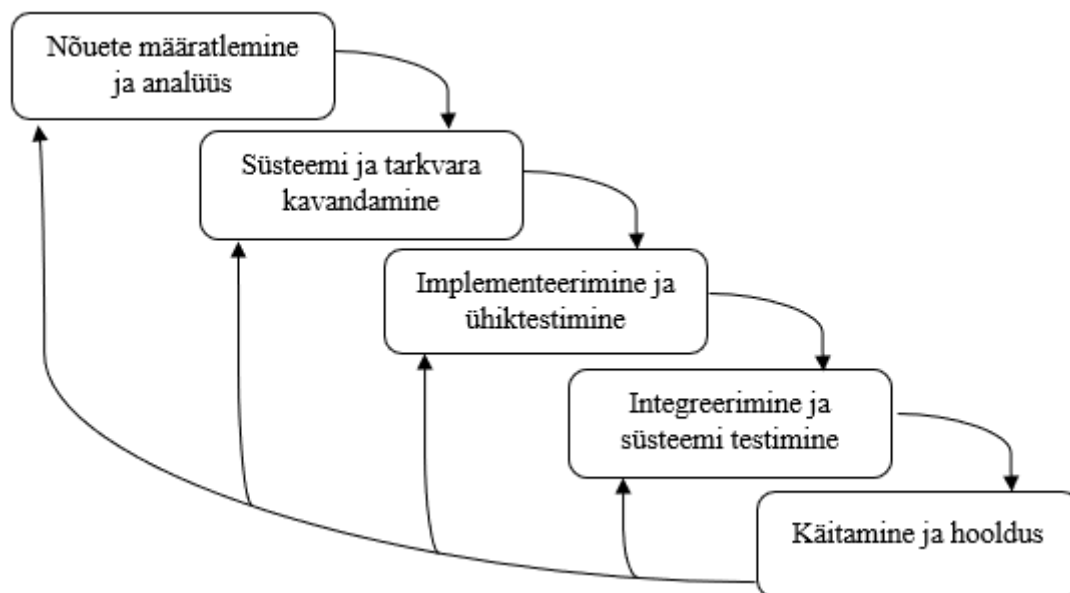 Nõuete määratlemine
ja analüüs
Süsteemi ja tarkvara
kavandamine
Implementeerimine ja
ühiktestimine
Integreerimine ja
süsteemi testimine
Käitamine ja hooldus